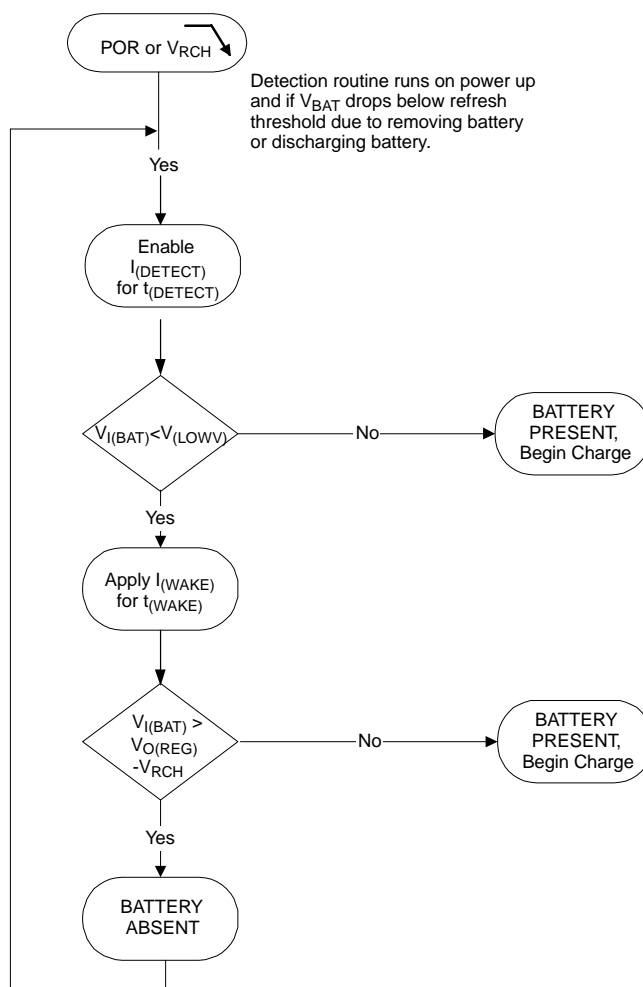 POR or VRCH
Detection routine runs on power up
and if VBAT drops below refresh
threshold due to removing battery
or discharging battery.
Yes
Enable
I(DETECT)
for t(DETECT)
VI(BAT)<V(LOWV)
No
BATTERY
PRESENT,
Begin Charge
Yes
Apply I(WAKE)
for t(WAKE)
VI(BAT) >
VO(REG)
-VRCH
No
BATTERY
PRESENT,
Begin Charge
Yes
BATTERY
ABSENT